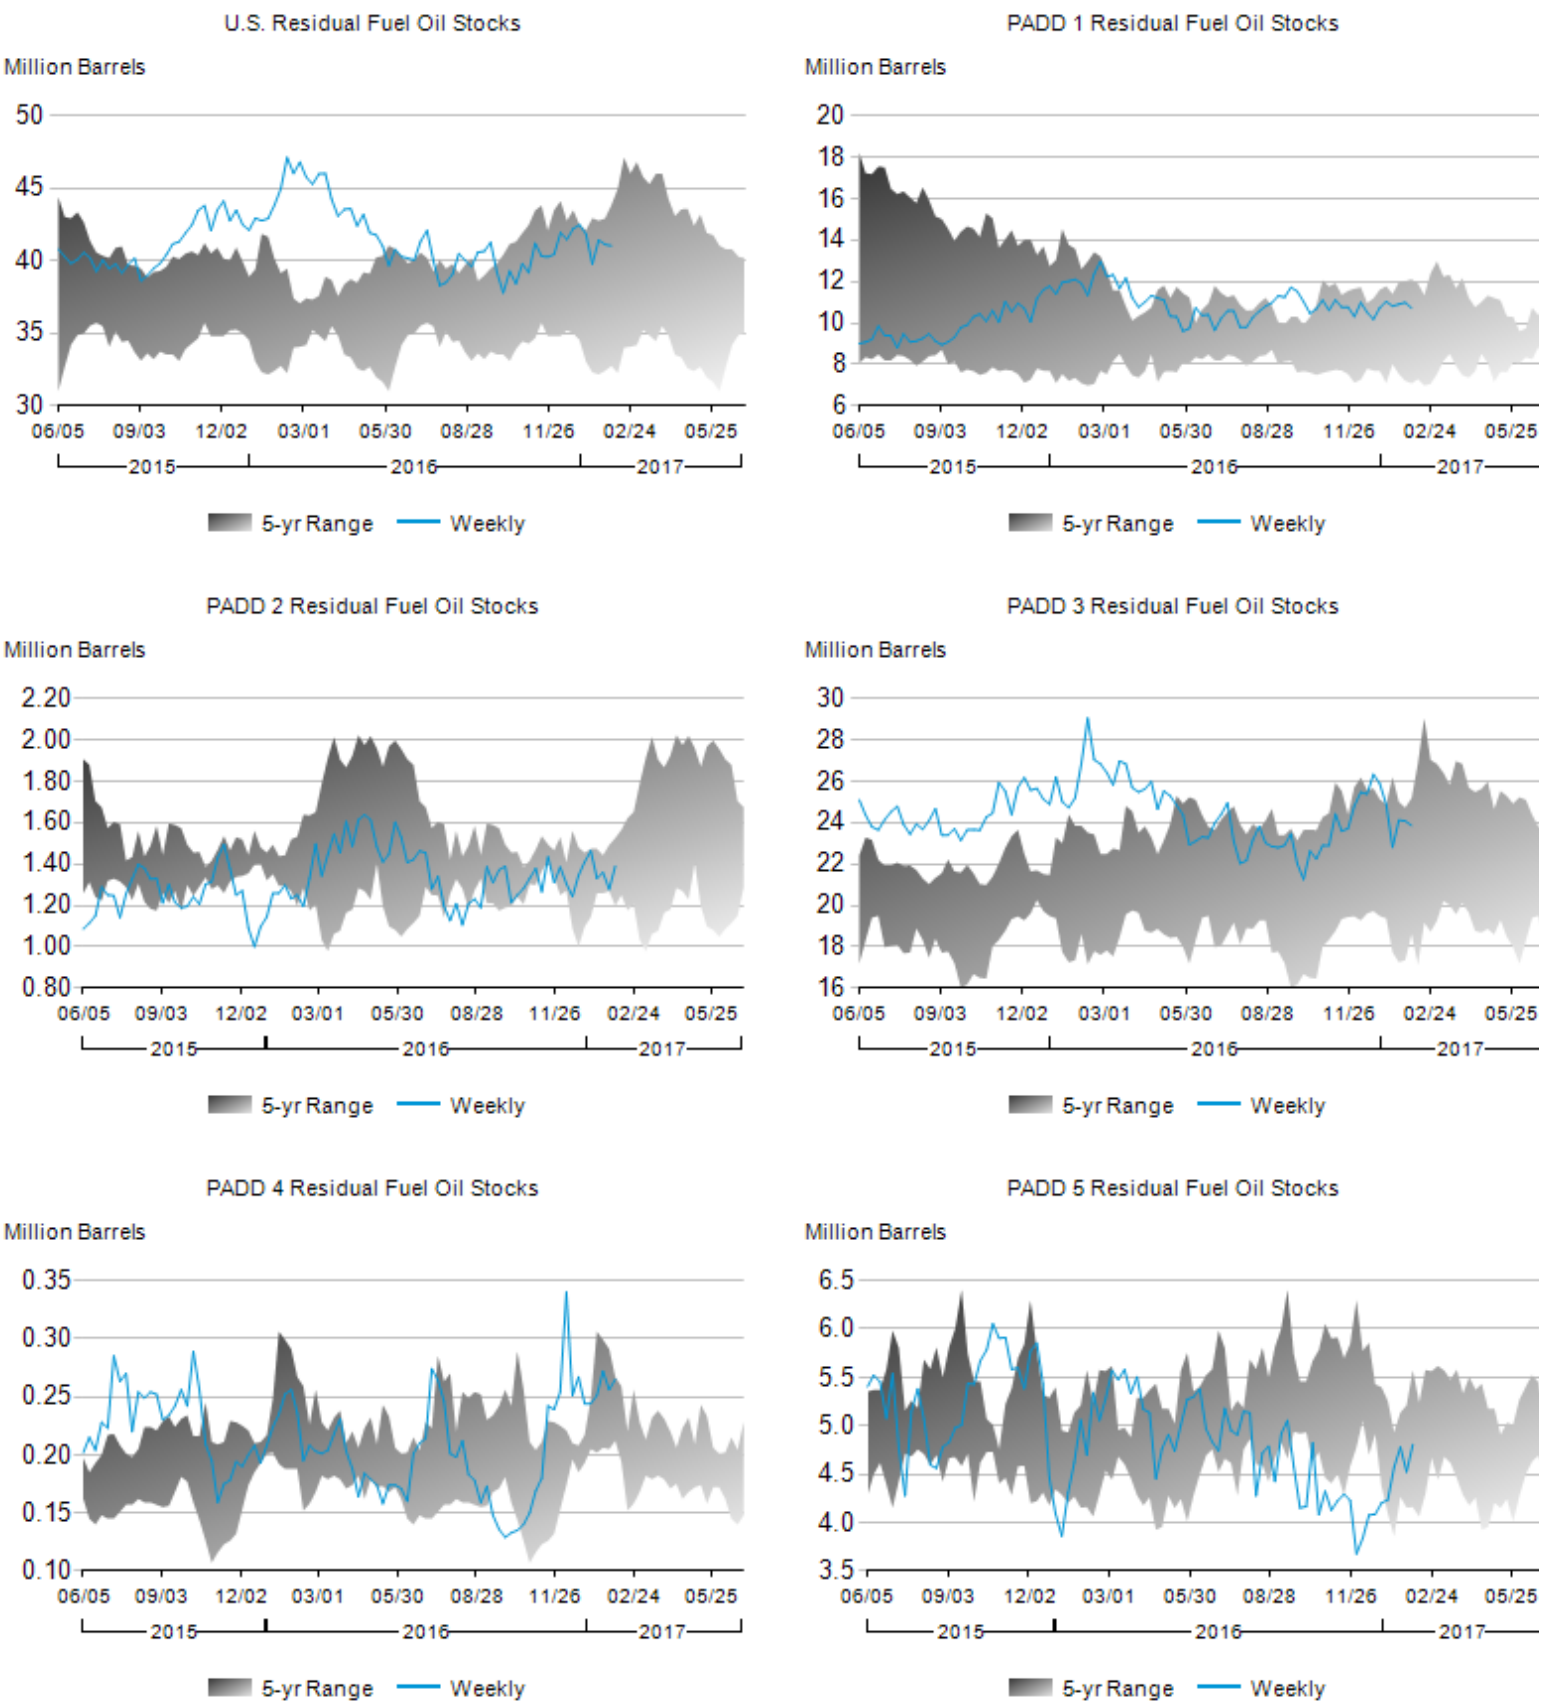 U.S. Residual Fuel Oil Stocks
Million Barrels
50
45
40
35
30
06/05 09/03 12/02 03/01 05/30 08/28 11/26 02/24 05/25
2015 2016 2017
5-yr Range Weekly
PADD 1 Residual Fuel Oil Stocks
Million Barrels
20
18
16
14
12
10
8
6
06/05 09/03 12/02 03/01 05/30 08/28 11/26 02/24 05/25
2015 2016 2017
5-yr Range Weekly
PADD 2 Residual Fuel Oil Stocks
Million Barrels
2.20
2.00
1.80
1.60
1.40
1.20
1.00
0.80
06/05 09/03 12/02 03/01 05/30 08/28 11/26 02/24 05/25
2015 2016 2017
5-yr Range Weekly
PADD 3 Residual Fuel Oil Stocks
Million Barrels
30
28
26
24
22
20
18
16
06/05 09/03 12/02 03/01 05/30 08/28 11/26 02/24 05/25
2015 2016 2017
5-yr Range Weekly
PADD 4 Residual Fuel Oil Stocks
Million Barrels
0.35
0.30
0.25
0.20
0.15
0.10
06/05 09/03 12/02 03/01 05/30 08/28 11/26 02/24 05/25
2015 2016 2017
5-yr Range Weekly
PADD 5 Residual Fuel Oil Stocks
Million Barrels
6.5
6.0
5.5
5.0
4.5
4.0
3.5
06/05 09/03 12/02 03/01 05/30 08/28 11/26 02/24 05/25
2015 2016 2017
5-yr Range Weekly